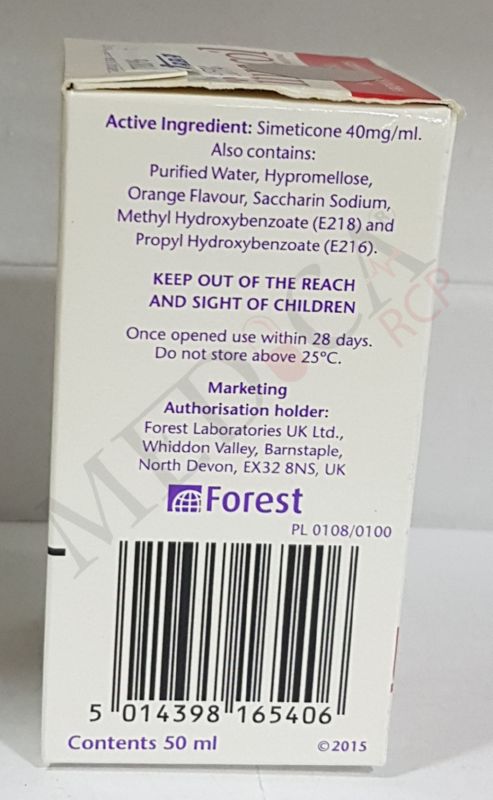 Active Ingredient: Simeticone 40mg/ml.
Also contains:
Purified Water, Hypromellose,
Orange Flavour, Saccharin Sodium,
Methyl Hydroxybenzoate (E218) and
Propyl Hydroxybenzoate (E216).
KEEP OUT OF THE REACH
AND SIGHT OF CHILDREN
Once opened use within 28 days.
Do not store above 25°C.
Marketing
Authorisation holder:
Forest Laboratories UK Ltd.,
Whiddon Valley, Barnstaple,
North Devon, EX32 8NS, UK
Forest
PL 0108/0100
5 014398 165406
Contents 50 ml
©2015
MEDICA®
RCP